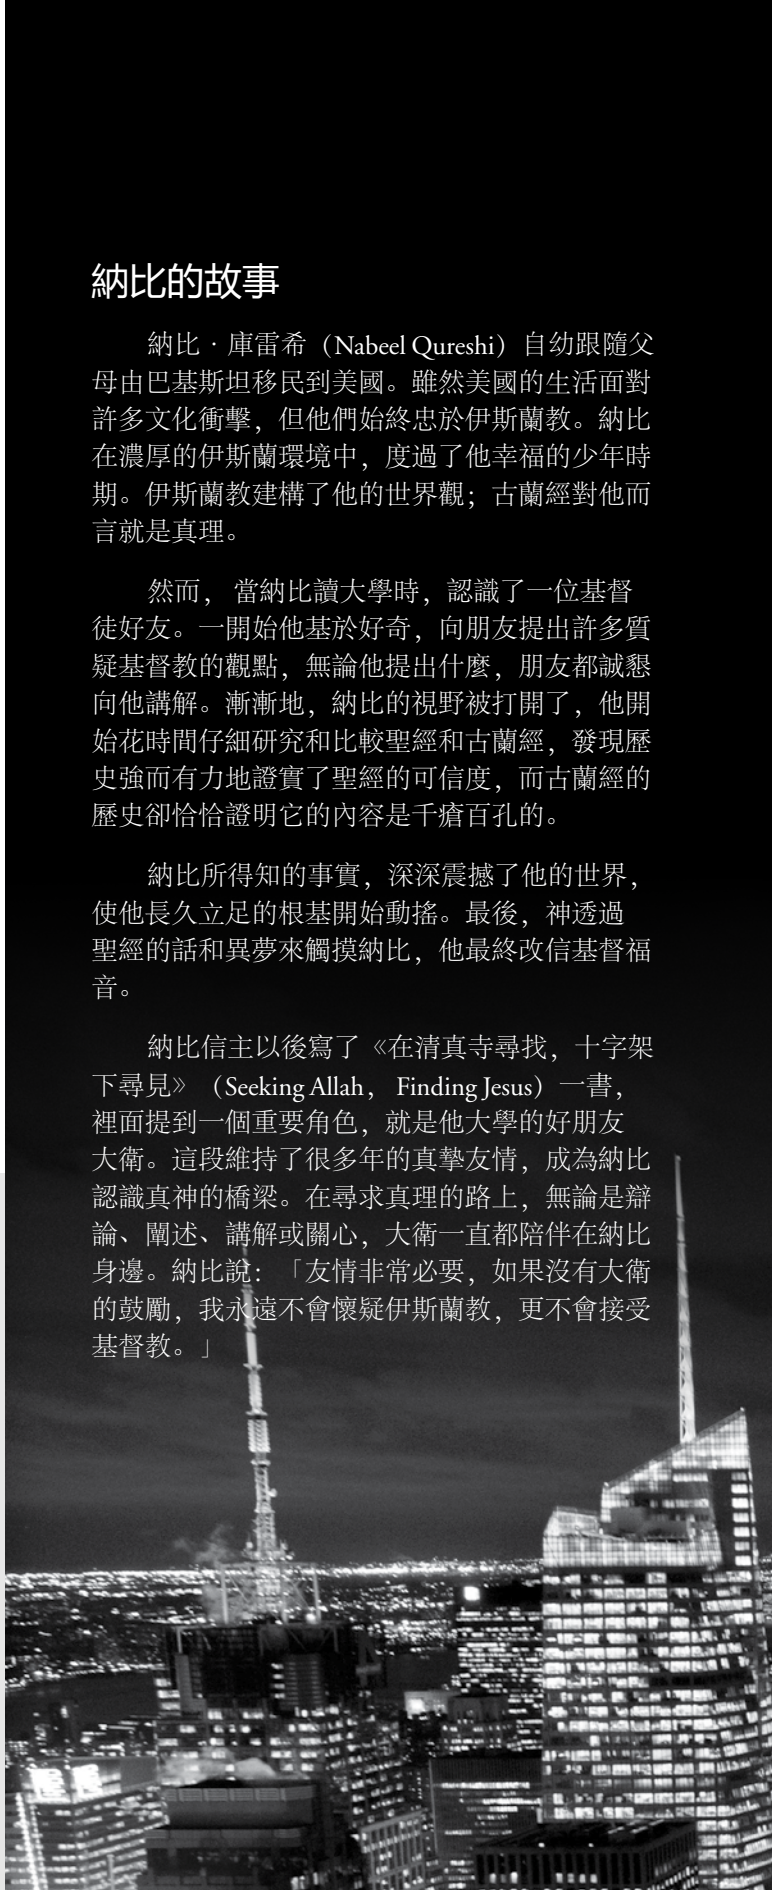 納比的故事
納比·庫雷希（Nabeel Qureshi）自幼跟隨父
母由巴基斯坦移民到美國。雖然美國的生活面對
許多文化衝擊，但他們始終忠於伊斯蘭教。納比
在濃厚的伊斯蘭環境中，度過了他幸福的少年時
期。伊斯蘭教建構了他的世界觀；古蘭經對他而
言就是真理。
然而， 當納比讀大學時，認識了一位基督
徒好友。一開始他基於好奇，向朋友提出許多質
疑基督教的觀點，無論他提出什麼，朋友都誠懇
向他講解。漸漸地，納比的視野被打開了，他開
始花時間仔細研究和比較聖經和古蘭經，發現歷
史強而有力地證實了聖經的可信度，而古蘭經的
歷史卻恰恰證明它的內容是千瘡百孔的。
納比所得知的事實，深深震撼了他的世界，
使他長久立足的根基開始動搖。最後，神透過
聖經的話和異夢來觸摸納比，他最終改信基督福
音。
納比信主以後寫了《在清真寺尋找，十字架
下尋見》（Seeking Allah， Finding Jesus）一書，
裡面提到一個重要角色，就是他大學的好朋友
大衛。這段維持了很多年的真摯友情，成為納比
認識真神的橋梁。在尋求真理的路上，無論是辯
論、闡述、講解或關心，大衛一直都陪伴在納比
身邊。納比說：「友情非常必要，如果沒有大衛
的鼓勵，我永遠不會懷疑伊斯蘭教，更不會接受
基督教。」